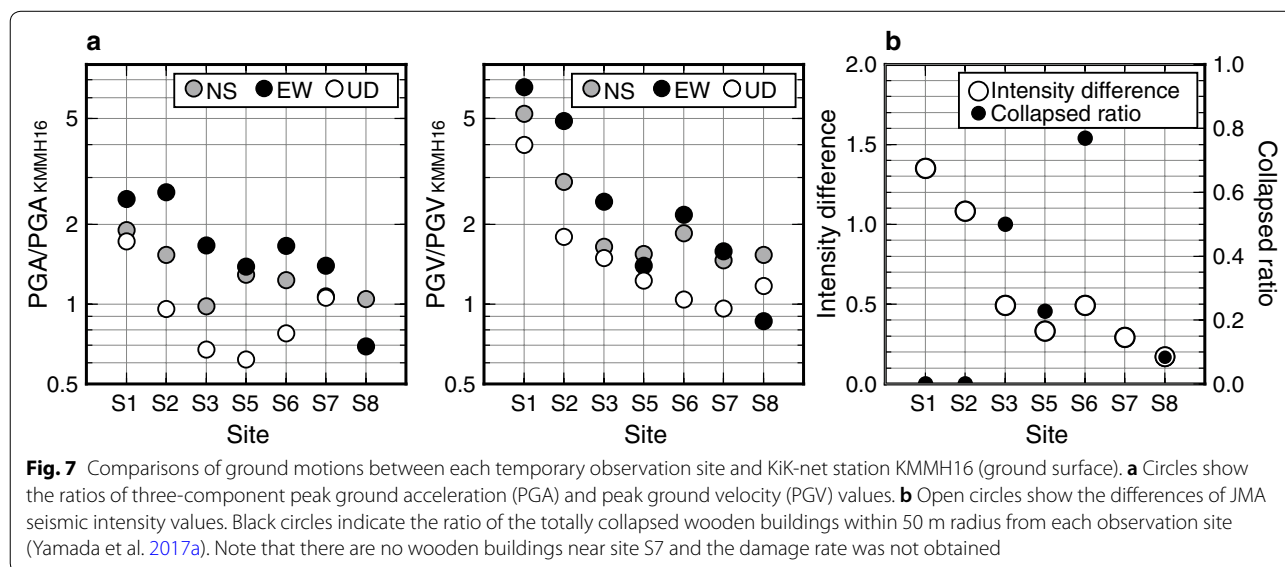 a
NS EW UD
PGA/PGA KMMH16
5
2
1
0.5
S1 S2 S3 S5 S6 S7 S8
Site
NS EW UD
PGV/PGV KMMH16
5
2
1
0.5
S1 S2 S3 S5 S6 S7 S8
Site
b
Intensity difference
Collapsed ratio
Intensity difference
2.0
1.5
1.0
0.5
0.0
Collapsed ratio
1.0
0.8
0.6
0.4
0.2
0.0
S1 S2 S3 S5 S6 S7 S8
Site
Fig. 7 Comparisons of ground motions between each temporary observation site and KiK-net station KMMH16 (ground surface). a Circles show
the ratios of three-component peak ground acceleration (PGA) and peak ground velocity (PGV) values. b Open circles show the differences of JMA
seismic intensity values. Black circles indicate the ratio of the totally collapsed wooden buildings within 50 m radius from each observation site
(Yamada et al. 2017a). Note that there are no wooden buildings near site S7 and the damage rate was not obtained